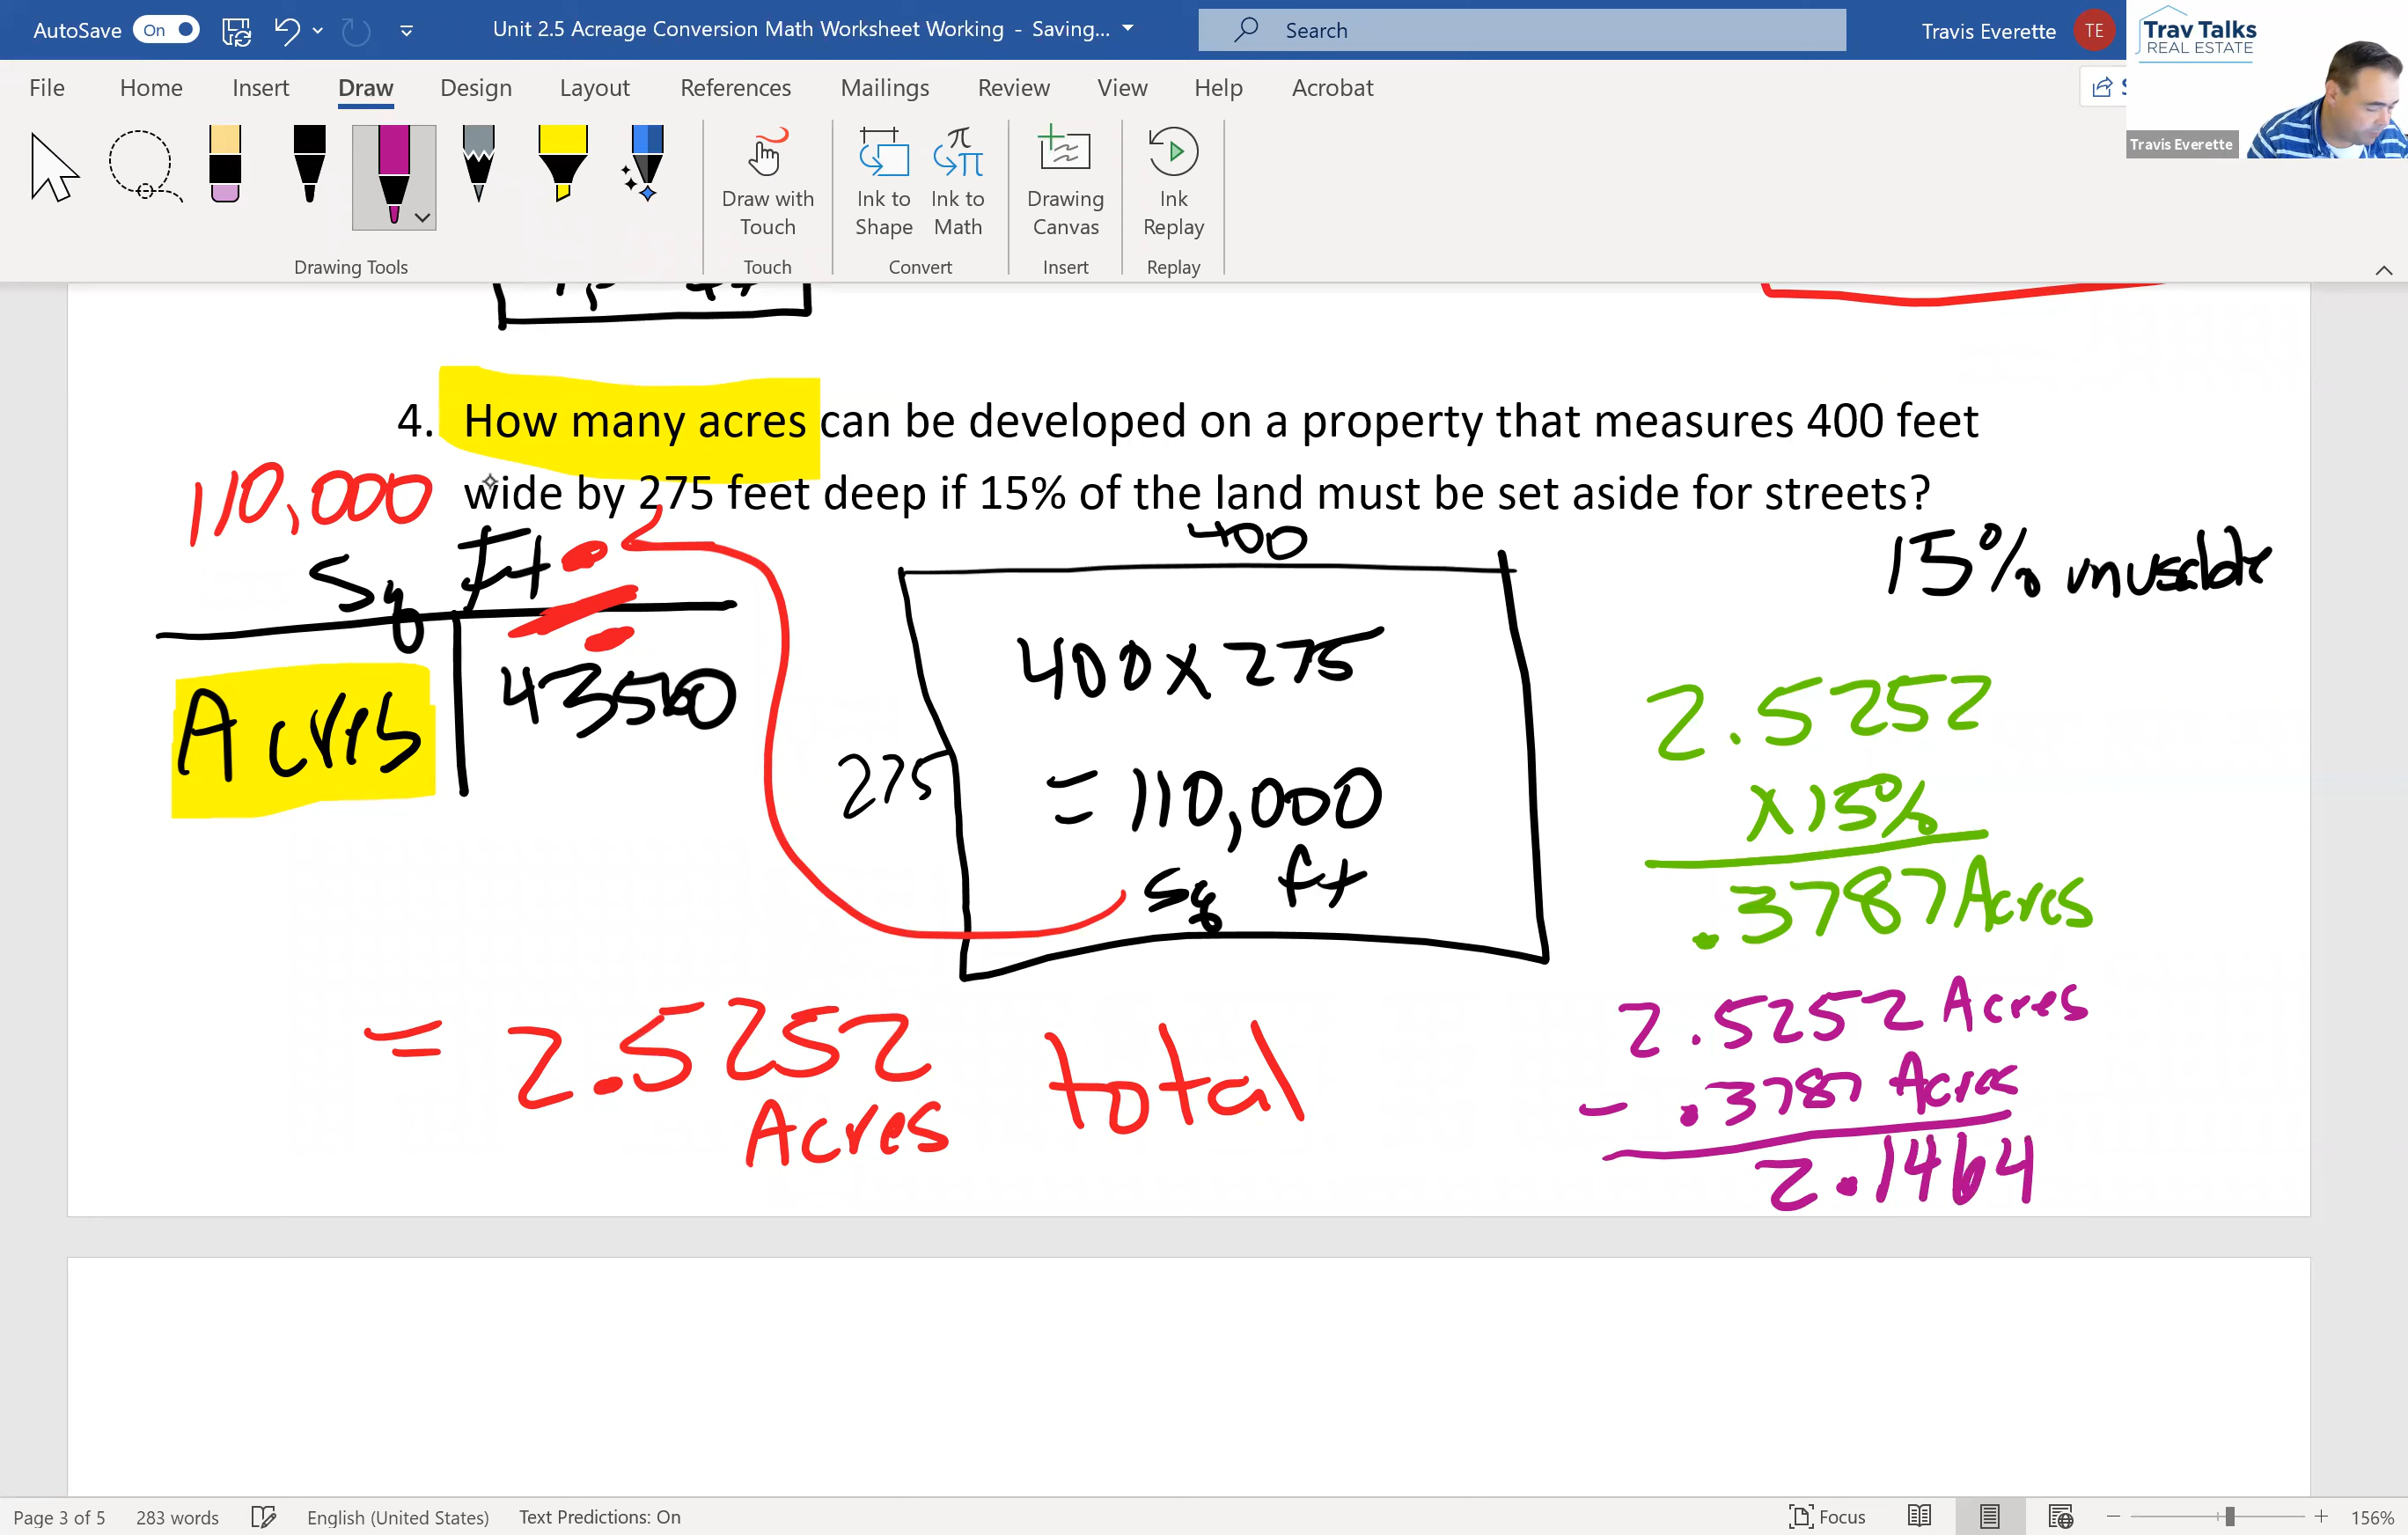 AutoSave On Unit 2.5 Acreage Conversion Math Worksheet Working - Saving... Search Travis Everette TE
Trav Talks
REAL ESTATE
Travis Everette
File Home Insert Draw Design Layout References Mailings Review View Help Acrobat
Draw with Touch
Ink to Shape
Ink to Math
Drawing Canvas
Ink Replay
Drawing Tools Touch Convert Insert Replay
4. How many acres can be developed on a property that measures 400 feet
wide by 275 feet deep if 15% of the land must be set aside for streets?
110,000
Sq Ft
Acres 43560
400
275
400 x 275
= 110,000
sq ft
15% unusable
2.5252
x 15%
.3787 Acres
2.5252 Acres
- .3787 Acres
2.1464
= 2.5252 total
Acres
Page 3 of 5 283 words English (United States) Text Predictions: On Focus 156%